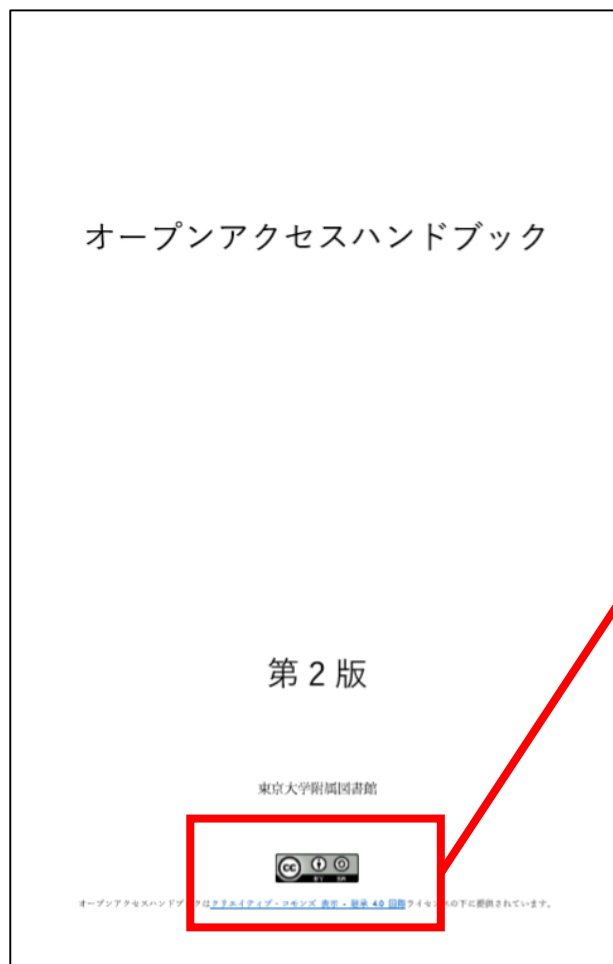 オープンアクセスハンドブック
第 2 版
東京大学附属図書館
cc
BY SA
オープンアクセスハンドブックはクリエイティブ・コモンズ 表示 - 継承 4.0 国際ライセンスの下に提供されています。